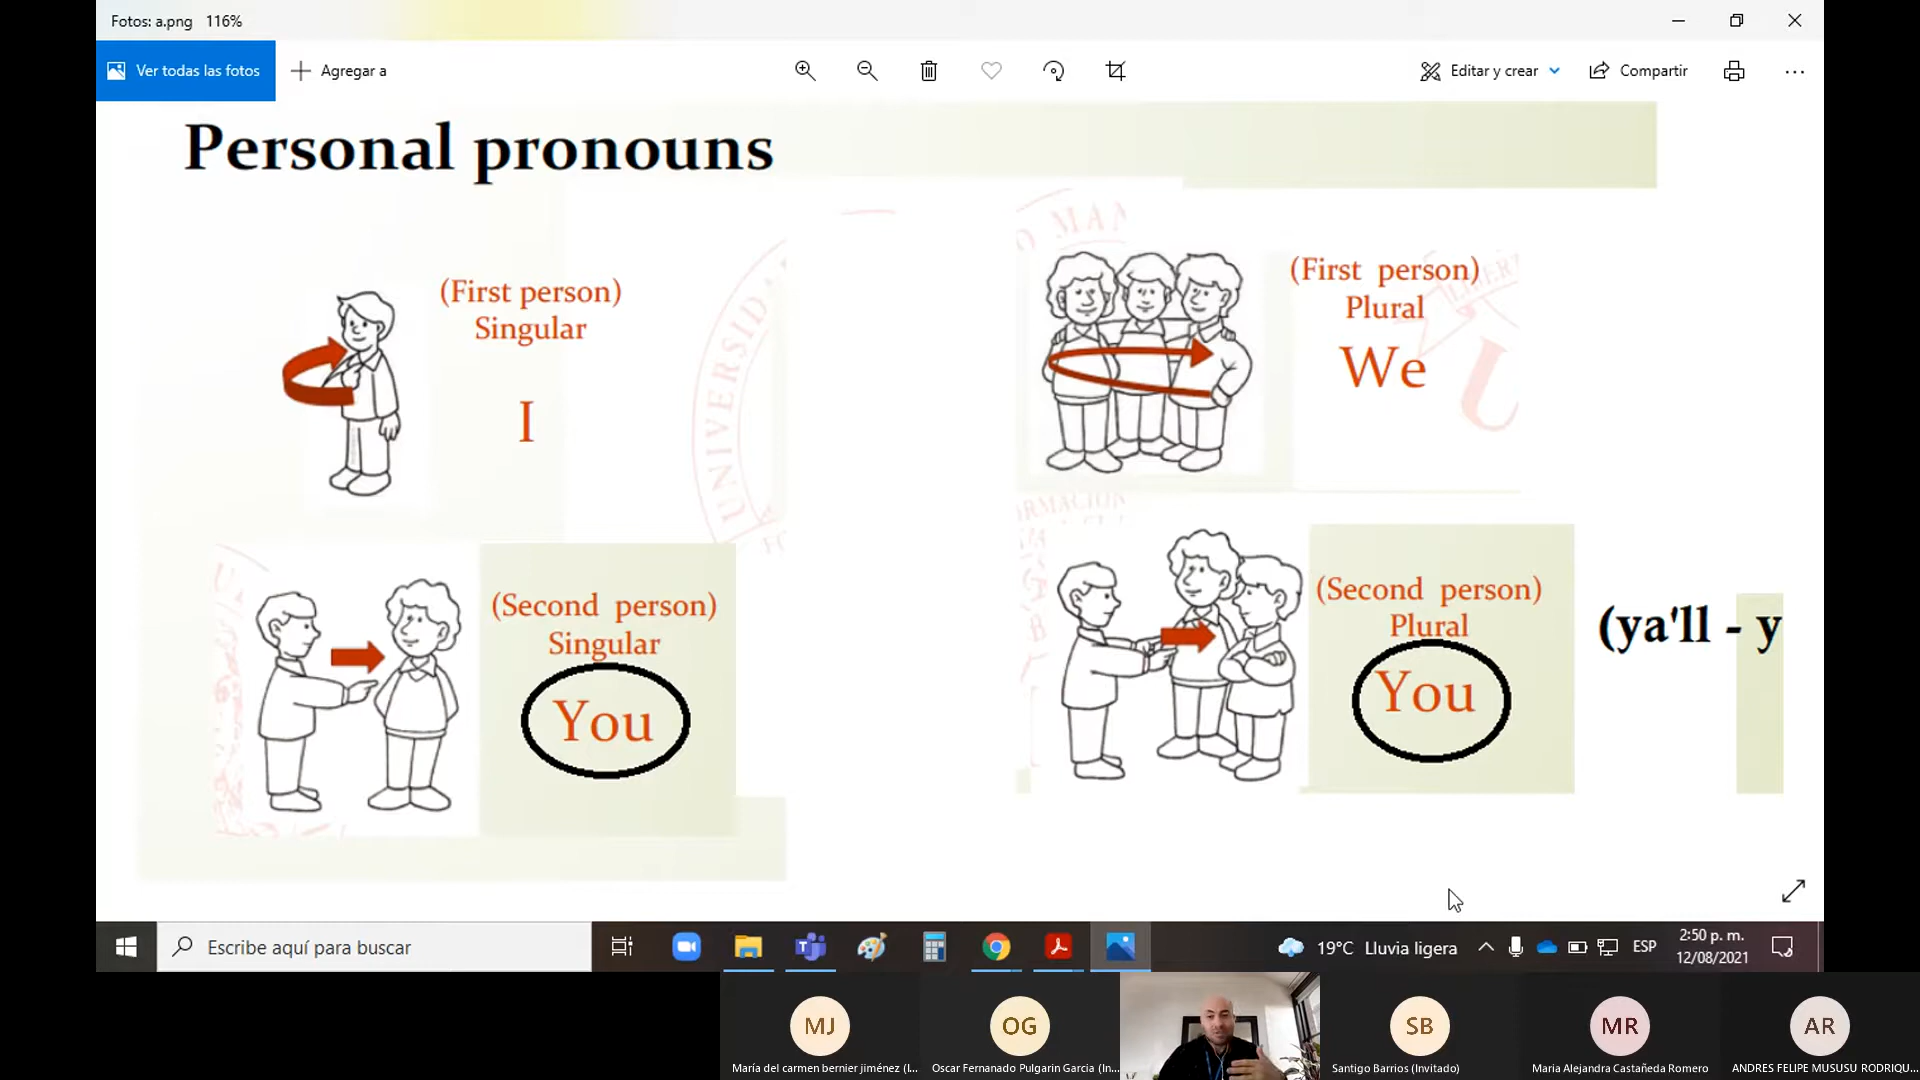 Fotos: a.png 116%
Ver todas las fotos
Agregar a
Editar y crear
Compartir
Personal pronouns
(First person)
Singular
I
(First person)
Plural
We
(Second person)
Singular
You
(Second person)
Plural
You
(ya'll - y
UNIVERSIDA
U
Escribe aquí para buscar
19°C Lluvia ligera
ESP
2:50 p. m.
12/08/2021
MJ
María del carmen bernier jiménez (I...
OG
Oscar Fernanado Pulgarin Garcia (In...
SB
Santigo Barrios (Invitado)
MR
Maria Alejandra Castañeda Romero
AR
ANDRES FELIPE MUSUSU RODRIQU...